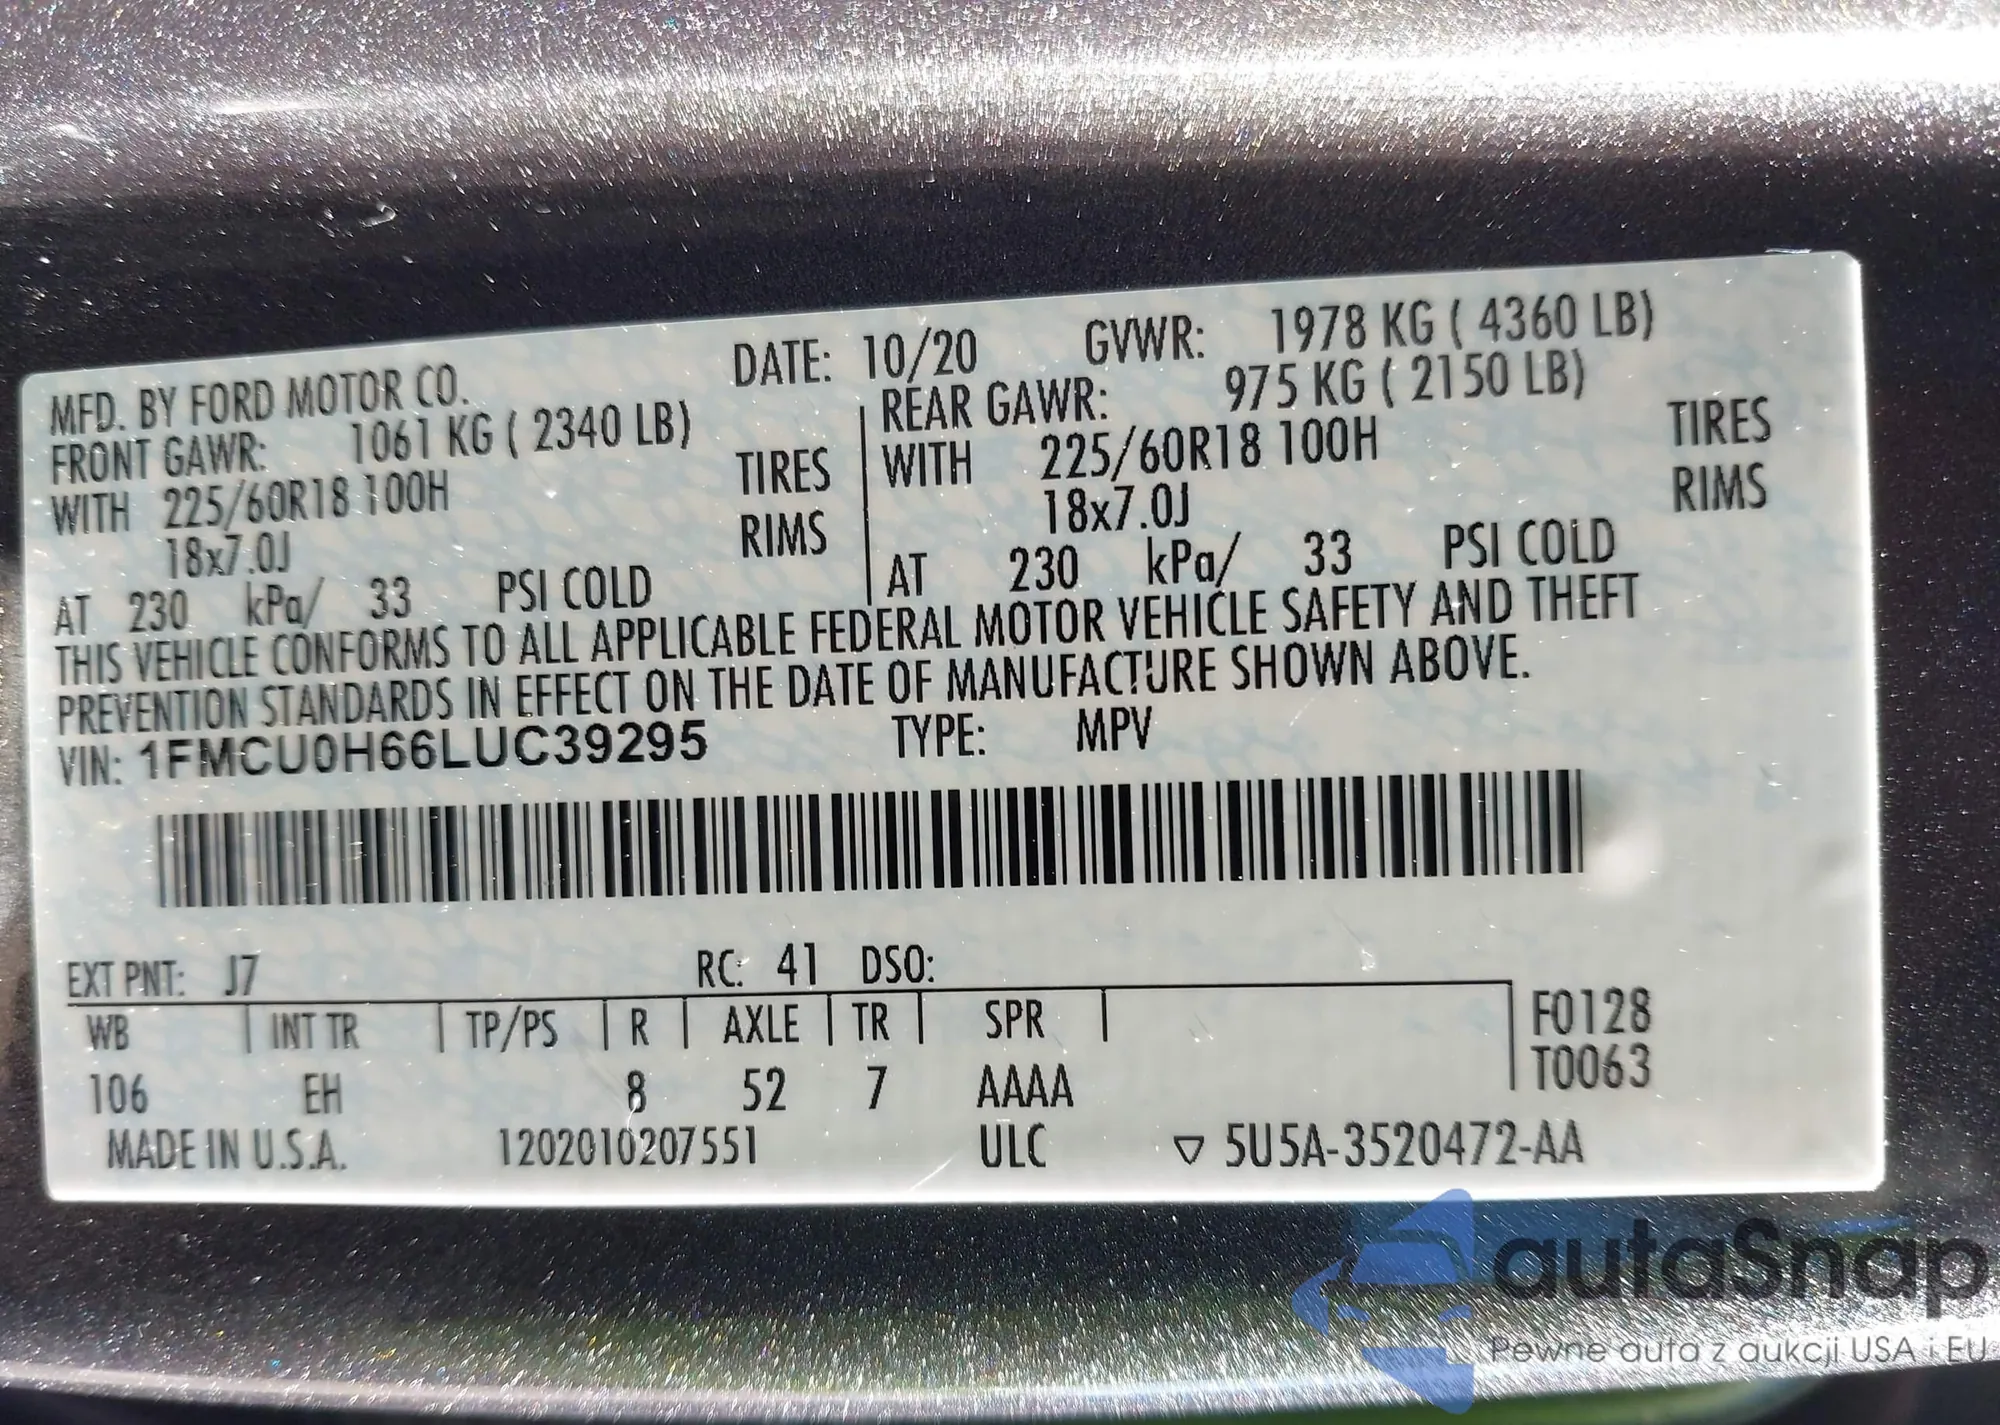 MFD. BY FORD MOTOR CO. DATE: 10/20 GVWR: 1978 KG ( 4360 LB)
FRONT GAWR: 1061 KG ( 2340 LB) REAR GAWR: 975 KG ( 2150 LB)
WITH 225/60R18 100H TIRES WITH 225/60R18 100H TIRES
18x7.0J RIMS 18x7.0J RIMS
AT 230 kPa/ 33 PSI COLD AT 230 kPa/ 33 PSI COLD
THIS VEHICLE CONFORMS TO ALL APPLICABLE FEDERAL MOTOR VEHICLE SAFETY AND THEFT
PREVENTION STANDARDS IN EFFECT ON THE DATE OF MANUFACTURE SHOWN ABOVE.
VIN: 1FMCU0H66LUC39295 TYPE: MPV
EXT PNT: J7 RC: 41 DSO:
WB INT TR TP/PS R AXLE TR SPR F0128
106 EH 8 52 7 AAAA T0063
MADE IN U.S.A. 1202010207551 ULC ▽ 5U5A-3520472-AA
autaSnap
Pewne auta z aukcji USA i EU